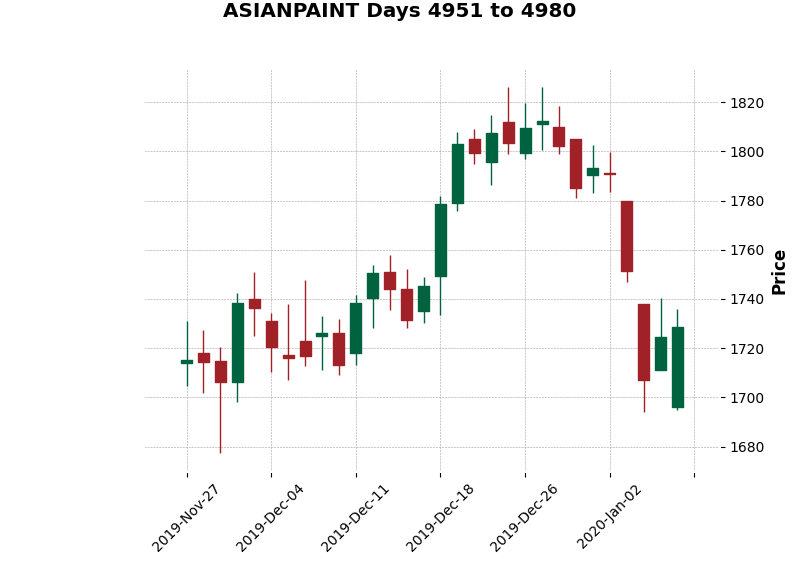 ASIANPAINT Days 4951 to 4980
1820
1800
1780
1760
1740
1720
1700
1680
Price
2019-Nov-27
2019-Dec-04
2019-Dec-11
2019-Dec-18
2019-Dec-26
2020-Jan-02